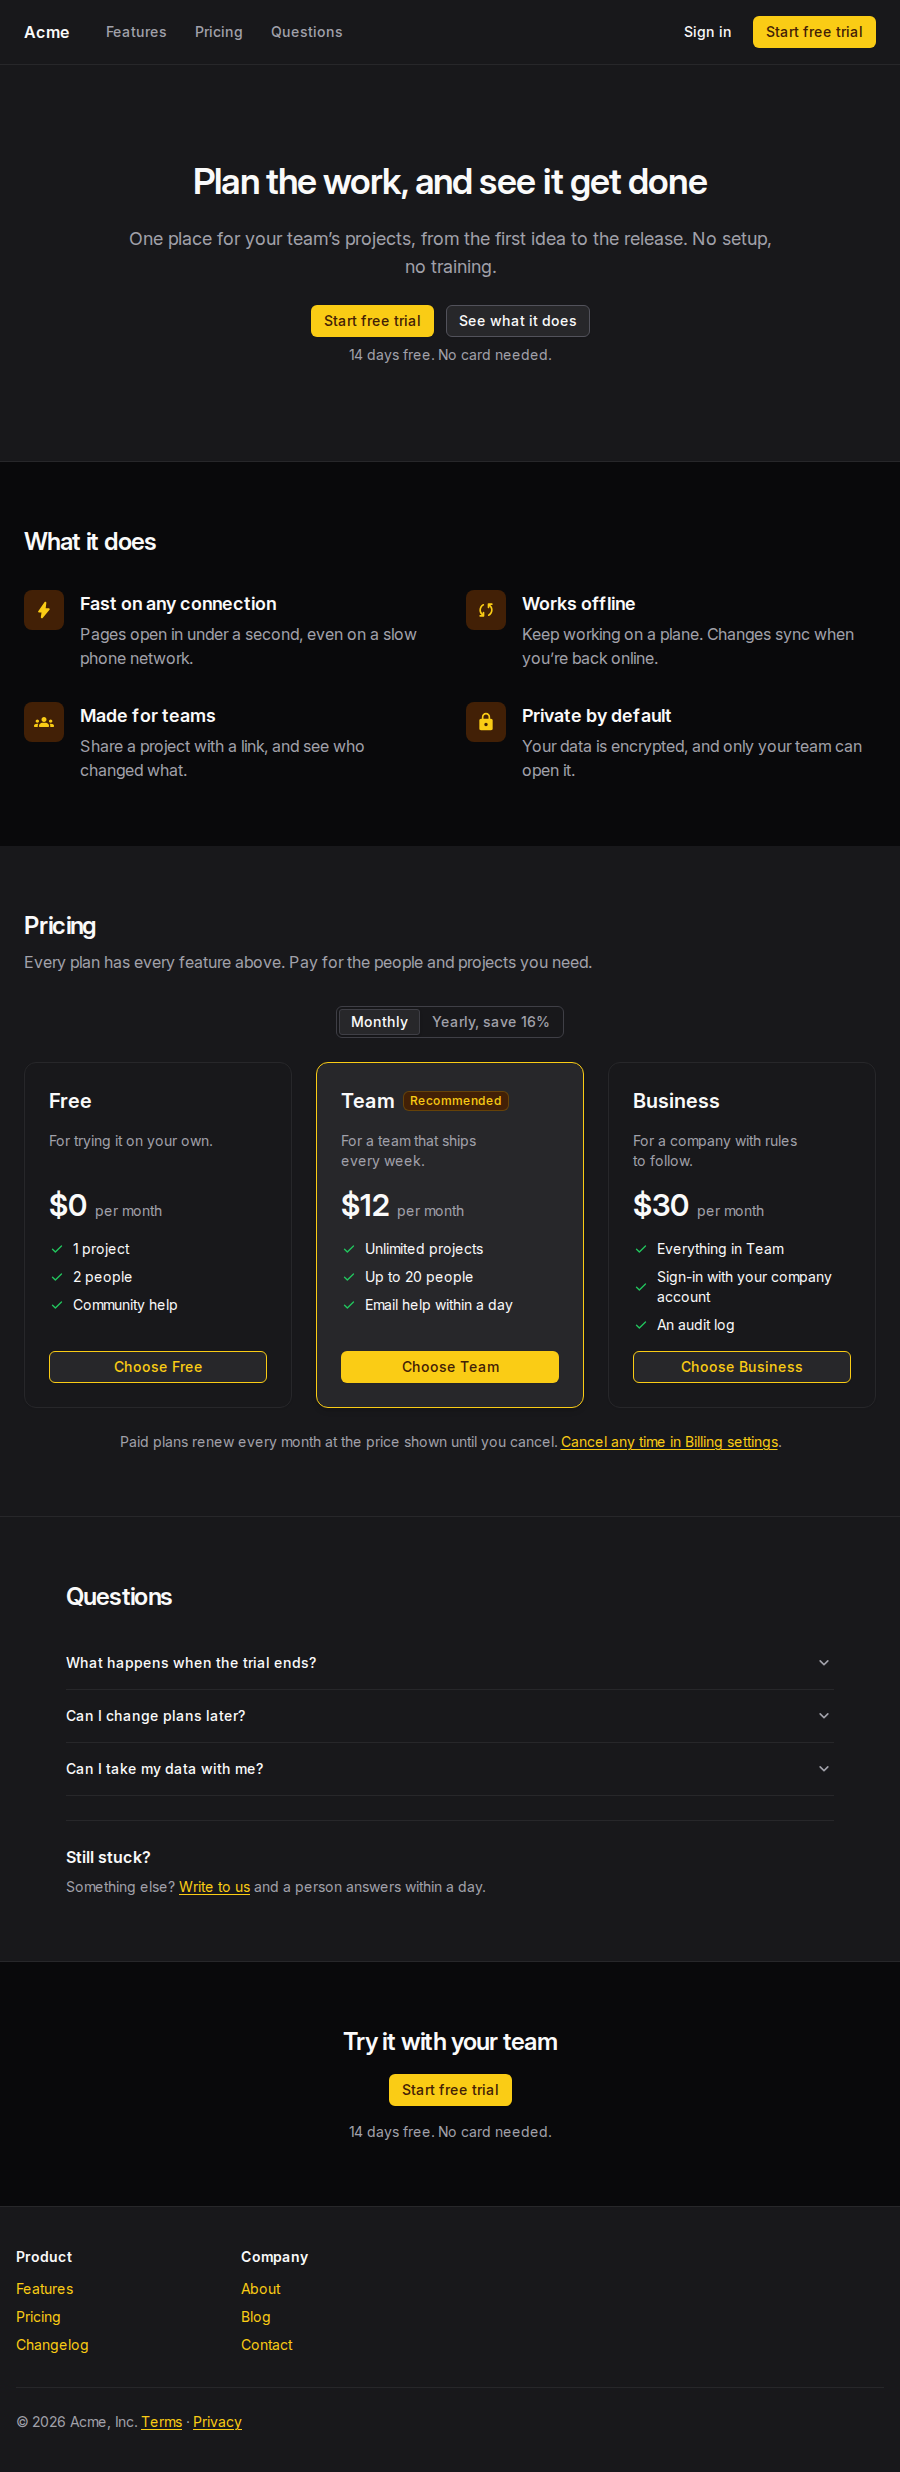 Acme Features Pricing Questions Sign in Start free trial
Plan the work, and see it get done
One place for your team’s projects, from the first idea to the release. No setup,
no training.
Start free trial See what it does
14 days free. No card needed.
What it does
Fast on any connection
Pages open in under a second, even on a slow
phone network.
Works offline
Keep working on a plane. Changes sync when
you’re back online.
Made for teams
Share a project with a link, and see who
changed what.
Private by default
Your data is encrypted, and only your team can
open it.
Pricing
Every plan has every feature above. Pay for the people and projects you need.
Monthly Yearly, save 16%
Free
For trying it on your own.
$0 per month
1 project
2 people
Community help
Choose Free
Team Recommended
For a team that ships
every week.
$12 per month
Unlimited projects
Up to 20 people
Email help within a day
Choose Team
Business
For a company with rules
to follow.
$30 per month
Everything in Team
Sign-in with your company
account
An audit log
Choose Business
Paid plans renew every month at the price shown until you cancel. Cancel any time in Billing settings.
Questions
What happens when the trial ends?
Can I change plans later?
Can I take my data with me?
Still stuck?
Something else? Write to us and a person answers within a day.
Try it with your team
Start free trial
14 days free. No card needed.
Product
Features
Pricing
Changelog
Company
About
Blog
Contact
© 2026 Acme, Inc. Terms · Privacy